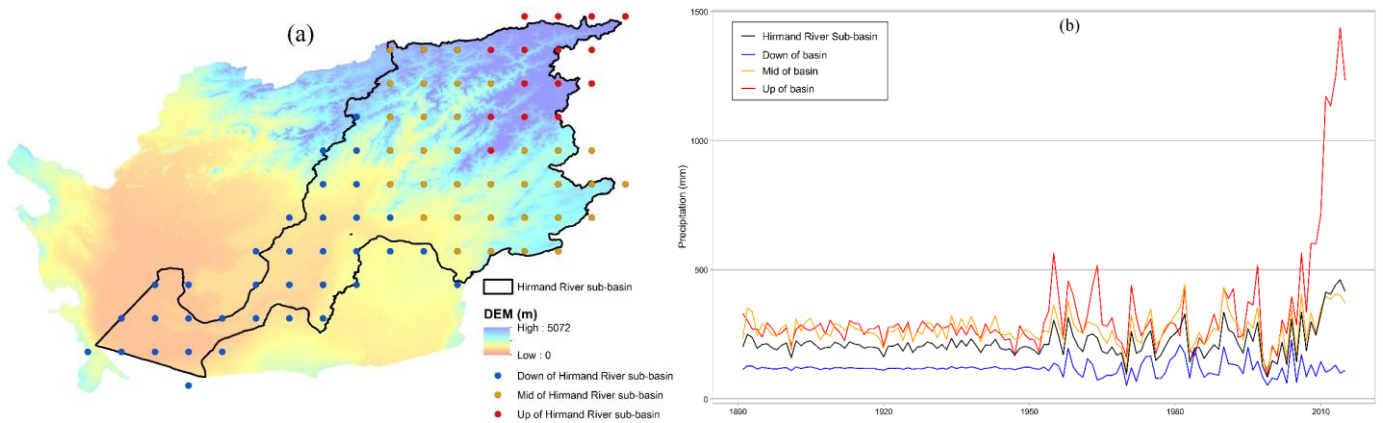 (a)
Hirmand River sub-basin
DEM (m)
High : 5072
Low : 0
Down of Hirmand River sub-basin
Mid of Hirmand River sub-basin
Up of Hirmand River sub-basin
(b)
Hirmand River Sub-basin
Down of basin
Mid of basin
Up of basin
Precipitation (mm)
1500
1000
500
0
1890
1920
1950
1980
2010